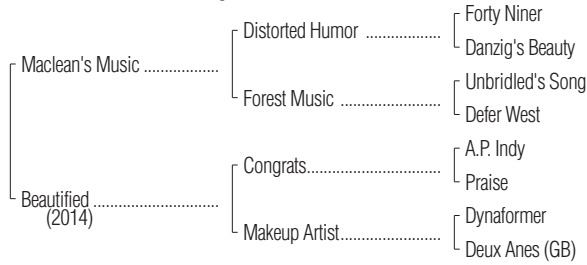 Forty Niner
Distorted Humor ..................
Danzig's Beauty
Maclean's Music ..................
Unbridled's Song
Forest Music ........................
Defer West
A.P. Indy
Congrats..............................
Praise
Beautified ..............................
(2014)
Dynaformer
Makeup Artist........................
Deux Anes (GB)